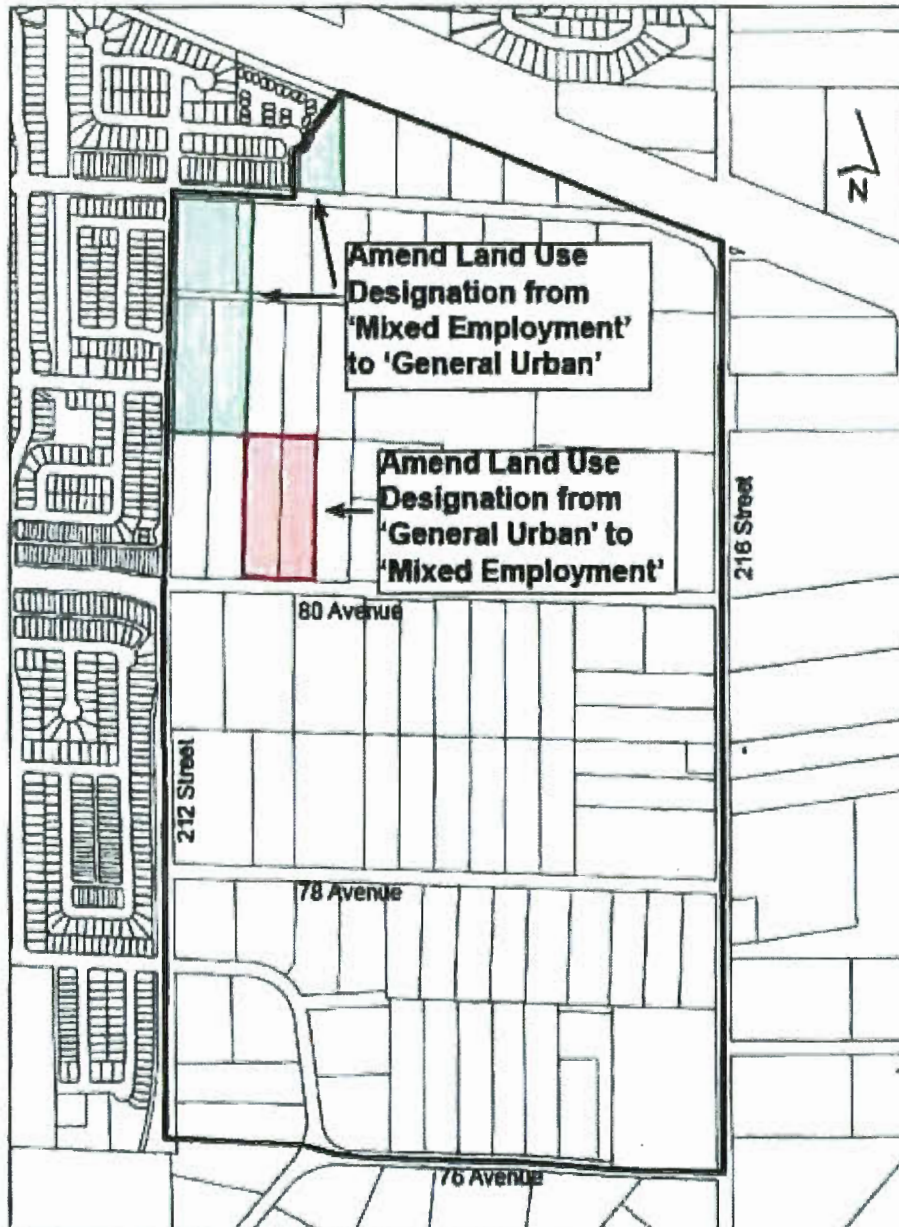 N
Amend Land Use
Designation from
'Mixed Employment'
to 'General Urban'
Amend Land Use
Designation from
'General Urban' to
'Mixed Employment'
216 Street
80 Avenue
212 Street
78 Avenue
76 Avenue